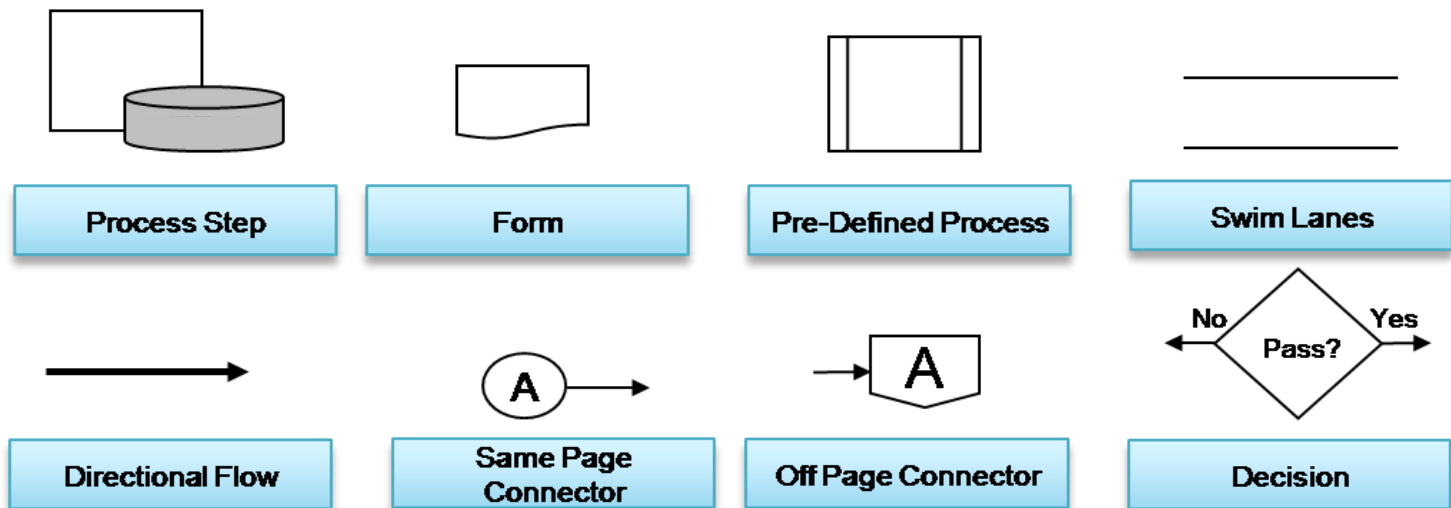 Process Step
Form
Pre-Defined Process
Swim Lanes
No
Pass?
Yes
A
A
Directional Flow
Same Page
Connector
Off Page Connector
Decision